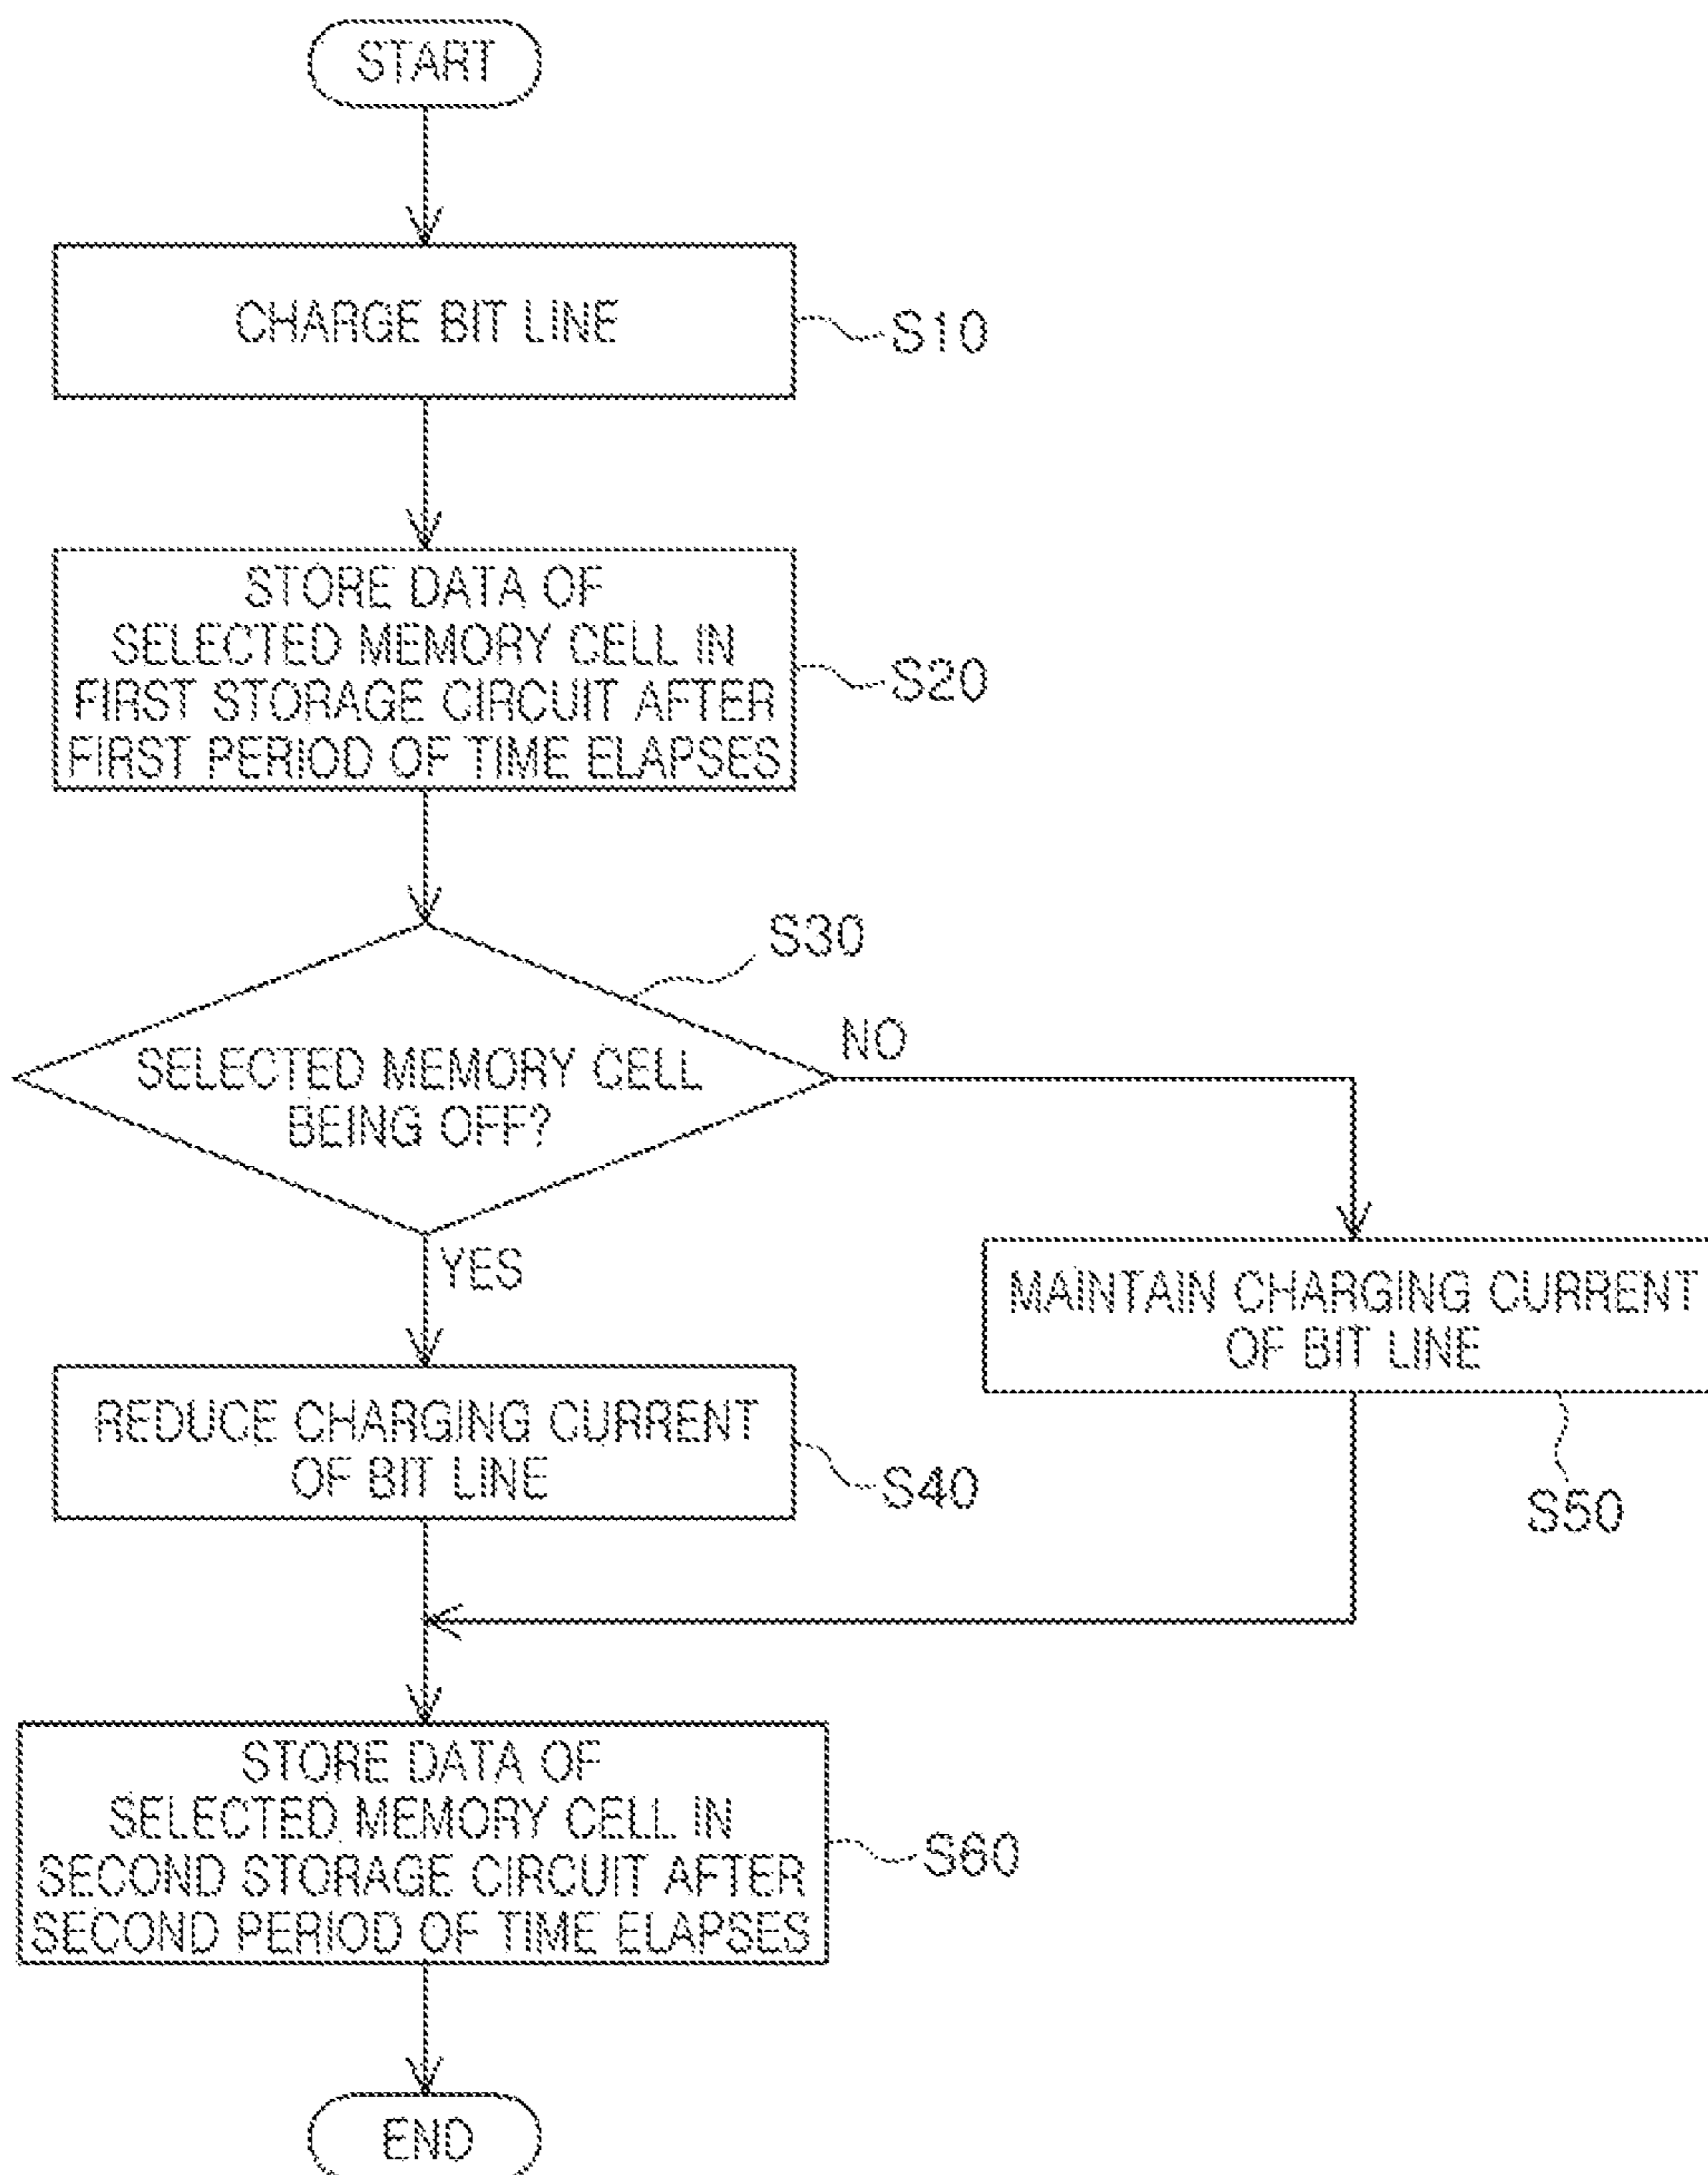 START
CHARGE BIT LINE
S10
STORE DATA OF
SELECTED MEMORY CELL IN
FIRST STORAGE CIRCUIT AFTER
FIRST PERIOD OF TIME ELAPSES
S20
S30
SELECTED MEMORY CELL
BEING OFF?
NO
YES
MAINTAIN CHARGING CURRENT
OF BIT LINE
S50
REDUCE CHARGING CURRENT
OF BIT LINE
S40
STORE DATA OF
SELECTED MEMORY CELL IN
SECOND STORAGE CIRCUIT AFTER
SECOND PERIOD OF TIME ELAPSES
S60
END